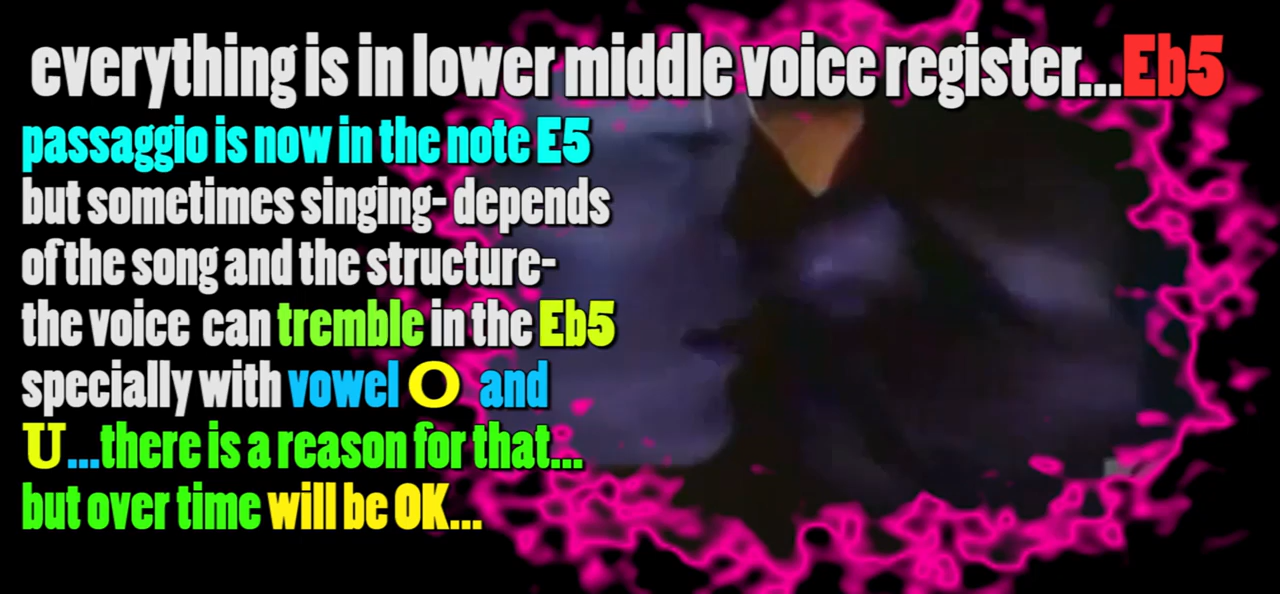 everything is in lower middle voice register...Eb5
passaggio is now in the note E5
but sometimes singing- depends
of the song and the structure-
the voice can tremble in the Eb5
specially with vowel O and
U...there is a reason for that...
but over time will be OK...